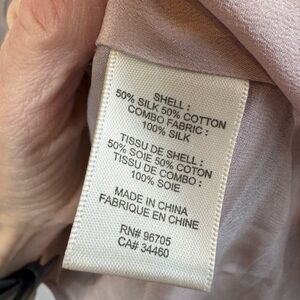 SHELL :
50% SILK 50% COTTON
COMBO FABRIC :
100% SILK
TISSU DE SHELL :
50% SOIE 50% COTON
TISSU DE COMBO :
100% SOIE
MADE IN CHINA
FABRIQUE EN CHINE
RN# 96705
CA# 34460